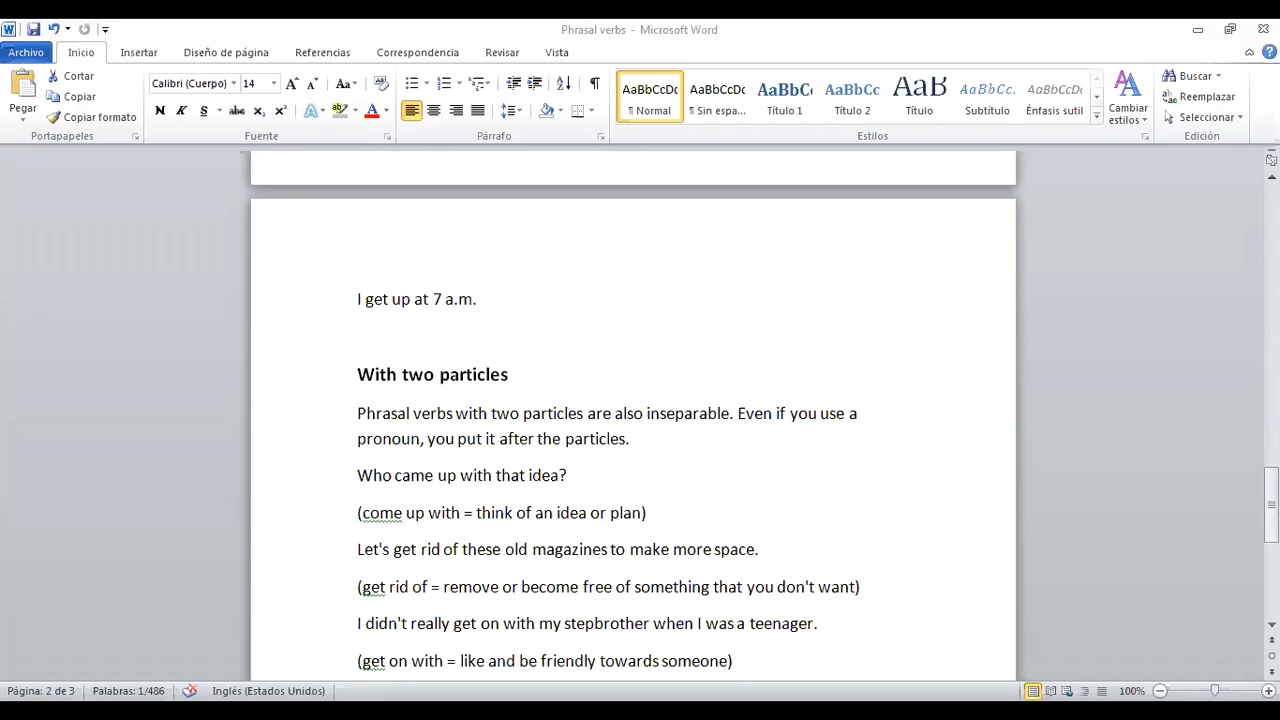 Phrasal verbs - Microsoft Word
Archivo Inicio Insertar Diseño de página Referencias Correspondencia Revisar Vista
Pegar Cortar Copiar Copiar formato
Portapapeles
Calibri (Cuerpo) 14
N K S abc x₂ x²
Fuente
Párrafo
AaBbCcDc AaBbCcDc AaBbC AaBbCc AaB AaBbCc. AaBbCcDc
¶ Normal ¶ Sin espa... Título 1 Título 2 Título Subtítulo Énfasis sutil
Cambiar estilos
Estilos
Buscar
Reemplazar
Seleccionar
Edición
I get up at 7 a.m.
With two particles
Phrasal verbs with two particles are also inseparable. Even if you use a
pronoun, you put it after the particles.
Who came up with that idea?
(come up with = think of an idea or plan)
Let's get rid of these old magazines to make more space.
(get rid of = remove or become free of something that you don't want)
I didn't really get on with my stepbrother when I was a teenager.
(get on with = like and be friendly towards someone)
Página: 2 de 3 Palabras: 1/486 Inglés (Estados Unidos) 100%